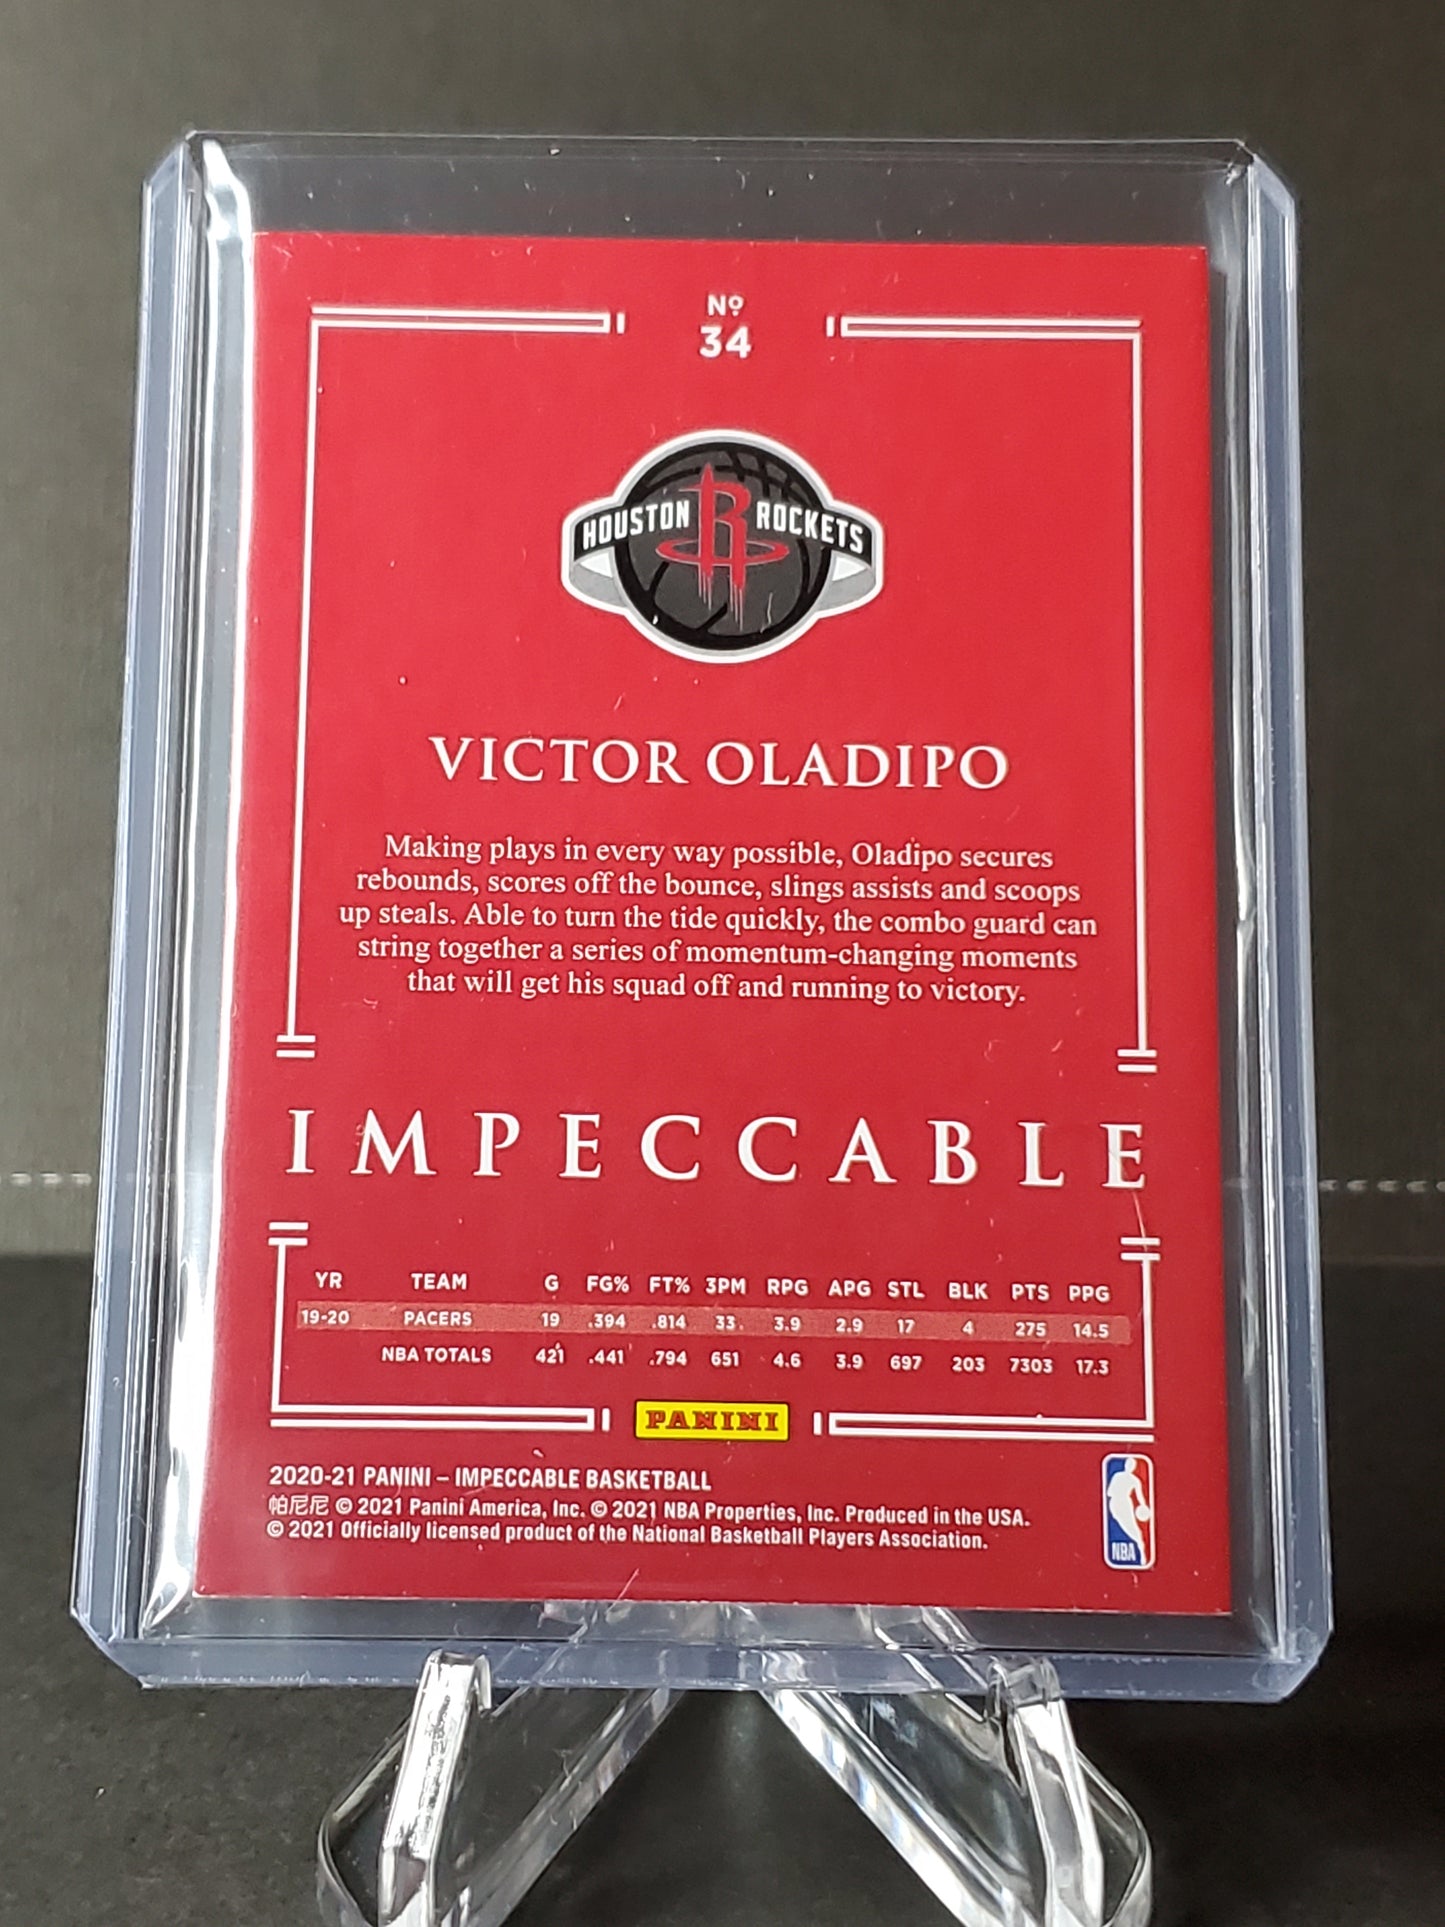 Nº
34
HOUSTON R ROCKETS
VICTOR OLADIPO
Making plays in every way possible, Oladipo secures
rebounds, scores off the bounce, slings assists and scoops
up steals. Able to turn the tide quickly, the combo guard can
string together a series of momentum-changing moments
that will get his squad off and running to victory.
IMPECCABLE
YR TEAM G FG% FT% 3PM RPG APG STL BLK PTS PPG
19-20 PACERS 19 .394 .814 33 3.9 2.9 17 4 275 14.5
NBA TOTALS 421 .441 .794 651 4.6 3.9 697 203 7303 17.3
PANINI
2020-21 PANINI – IMPECCABLE BASKETBALL
帕尼尼 © 2021 Panini America, Inc. © 2021 NBA Properties, Inc. Produced in the USA.
© 2021 Officially licensed product of the National Basketball Players Association.
NBA